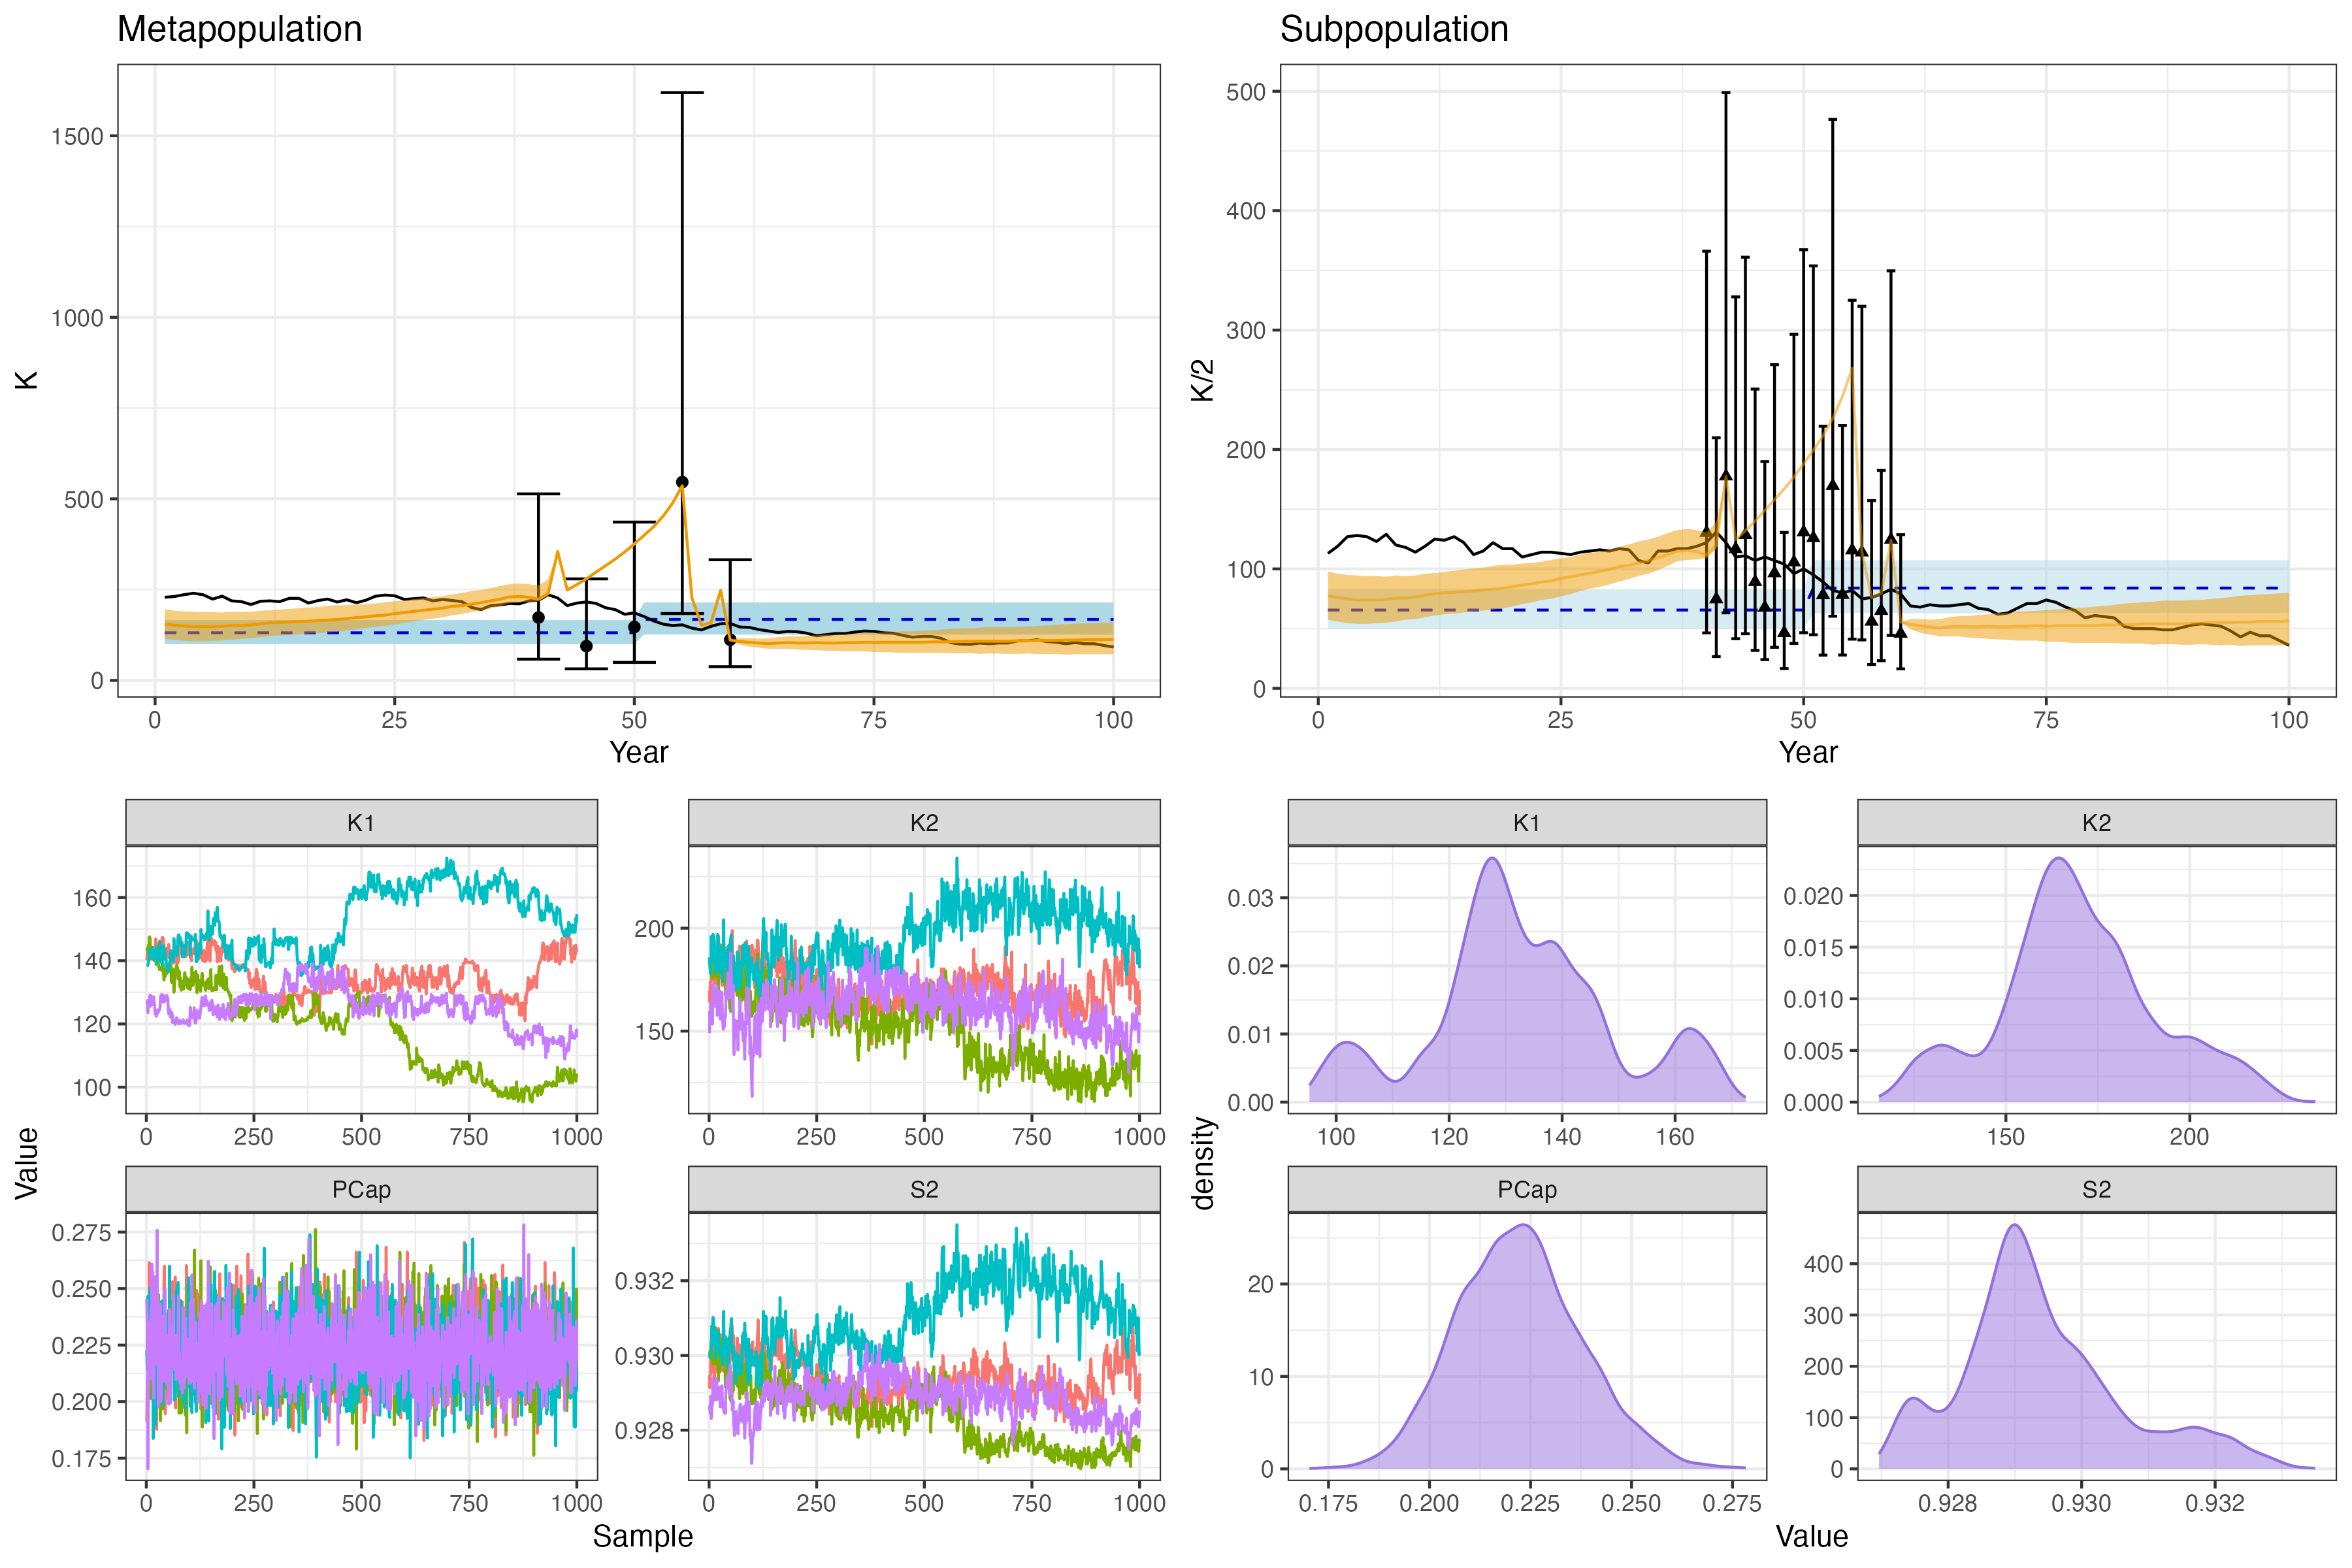 Metapopulation
K
1500
1000
500
0
0 25 50 75 100
Year
Subpopulation
K/2
500
400
300
200
100
0
0 25 50 75 100
Year
Value
K1
160
140
120
100
0 250 500 750 1000
K2
200
150
0 250 500 750 1000
PCap
0.275
0.250
0.225
0.200
0.175
0 250 500 750 1000
S2
0.932
0.930
0.928
0 250 500 750 1000
Sample
density
K1
0.03
0.02
0.01
0.00
100 120 140 160
K2
0.020
0.015
0.010
0.005
0.000
150 200
PCap
20
10
0
0.175 0.200 0.225 0.250 0.275
S2
400
300
200
100
0
0.928 0.930 0.932
Value